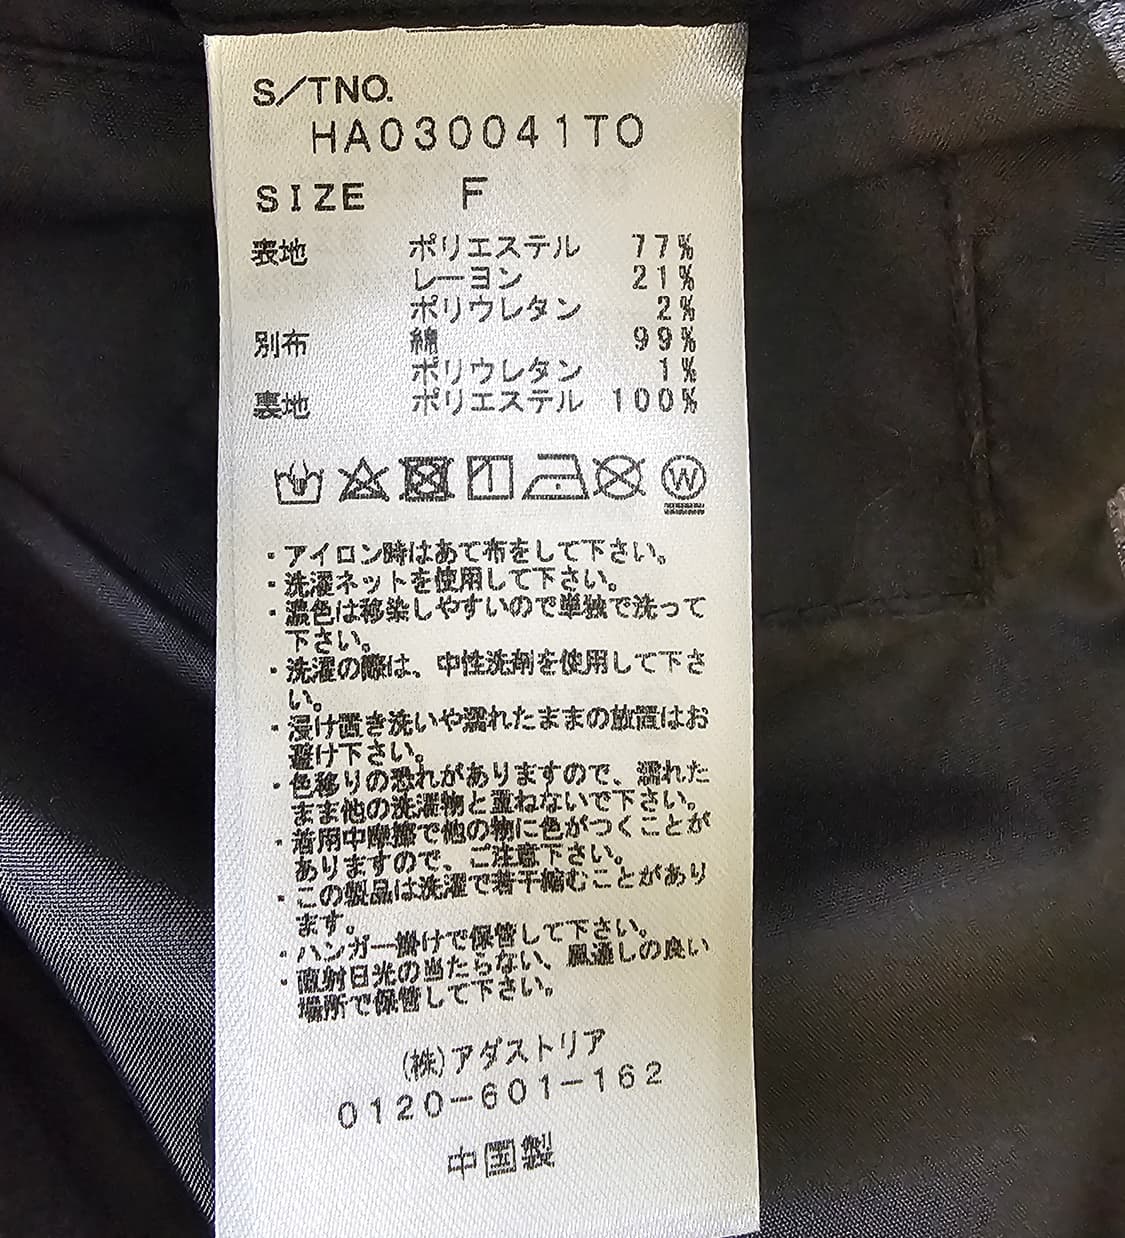 S/TNO.
HA030041TO
SIZE F
表地 ポリエステル 77%
レーヨン 21%
ポリウレタン 2%
別布 綿 99%
ポリウレタン 1%
裏地 ポリエステル 100%
W
・アイロン時はあて布をして下さい。
・洗濯ネットを使用して下さい。
・濃色は移染しやすいので単独で洗って
下さい。
・洗濯の際は、中性洗剤を使用して下さ
い。
・浸け置き洗いや濡れたままの放置はお
避け下さい。
・色移りの恐れがありますので、濡れた
まま他の洗濯物と重ねないで下さい。
・着用中摩擦で他の物に色がつくことが
ありますので、ご注意下さい。
・この製品は洗濯で若干縮むことがあり
ます。
・ハンガー掛けで保管して下さい。
・直射日光の当たらない、風通しの良い
場所で保管して下さい。
(株)アダストリア
0120-601-162
中国製